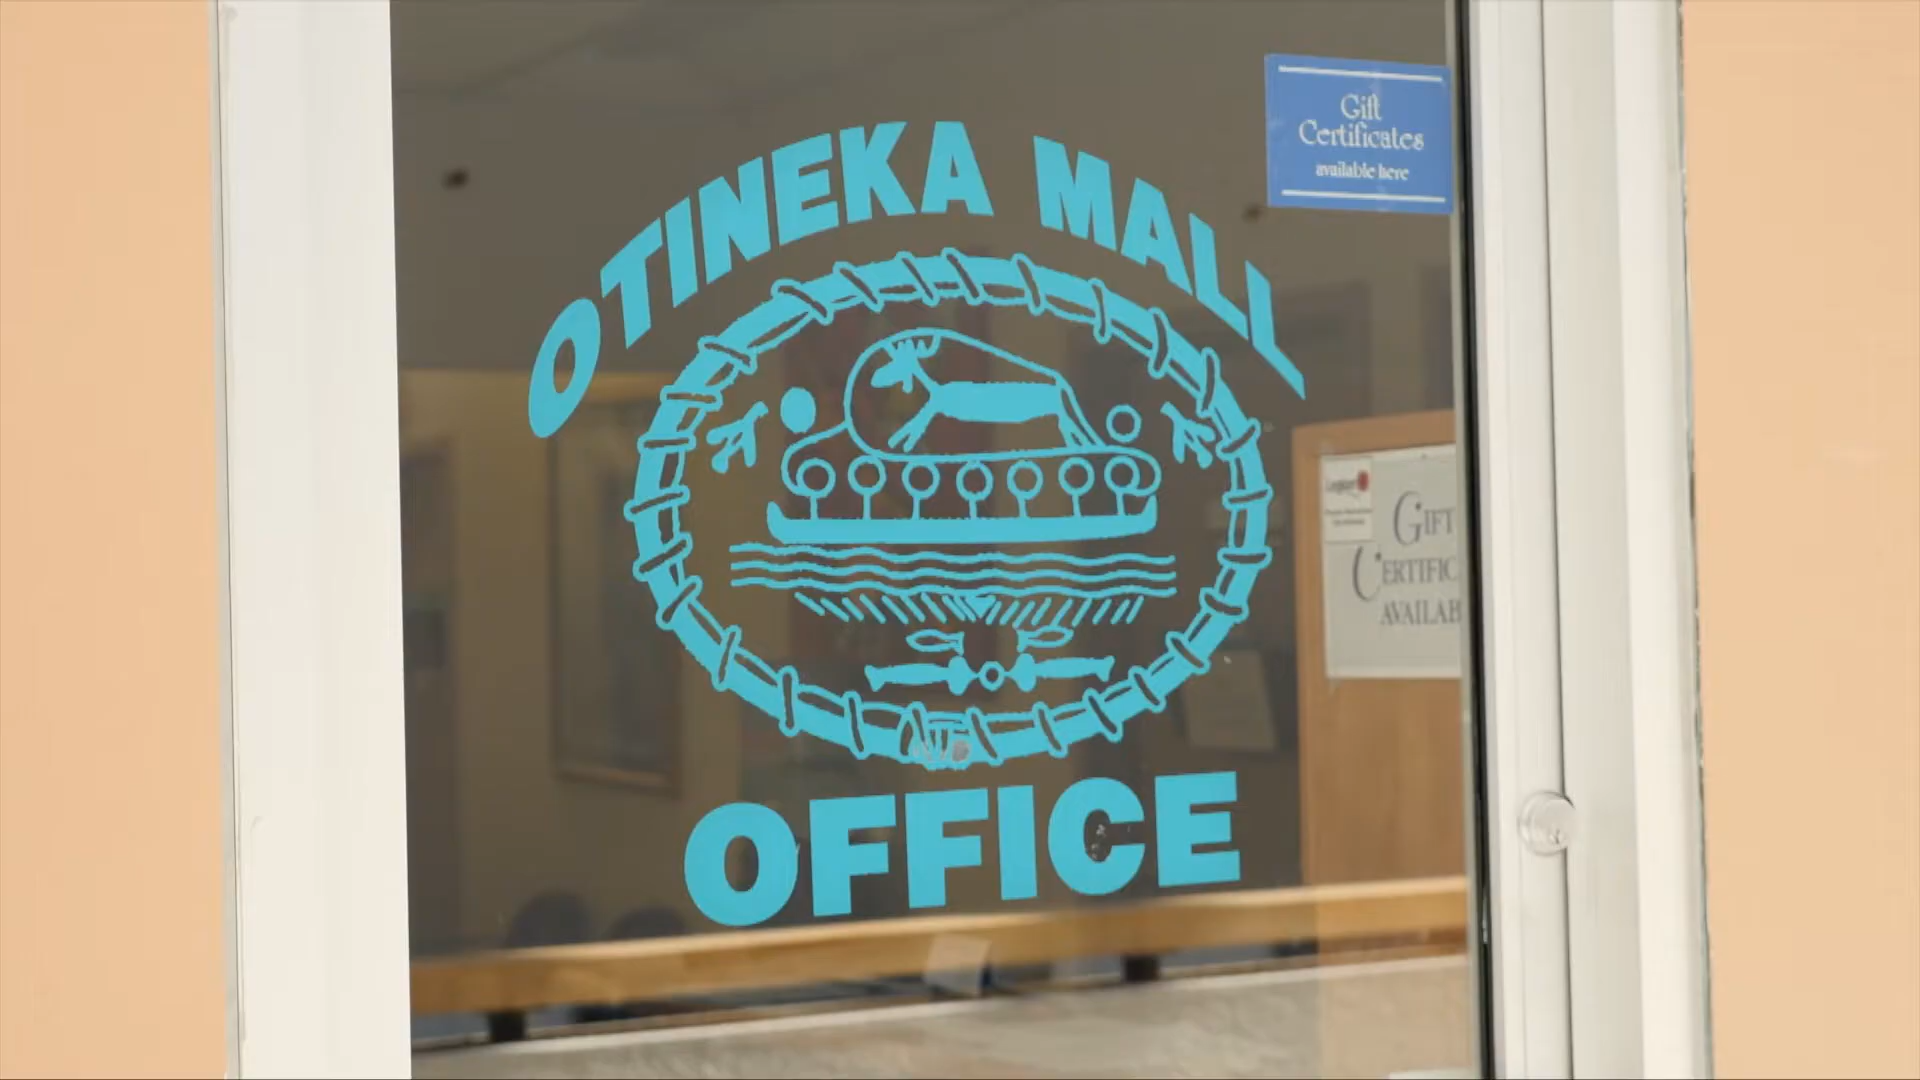 OTINEKA MALL
OFFICE
Gift
Certificates
available here
GIFT
CERTIFIC
AVAILAB